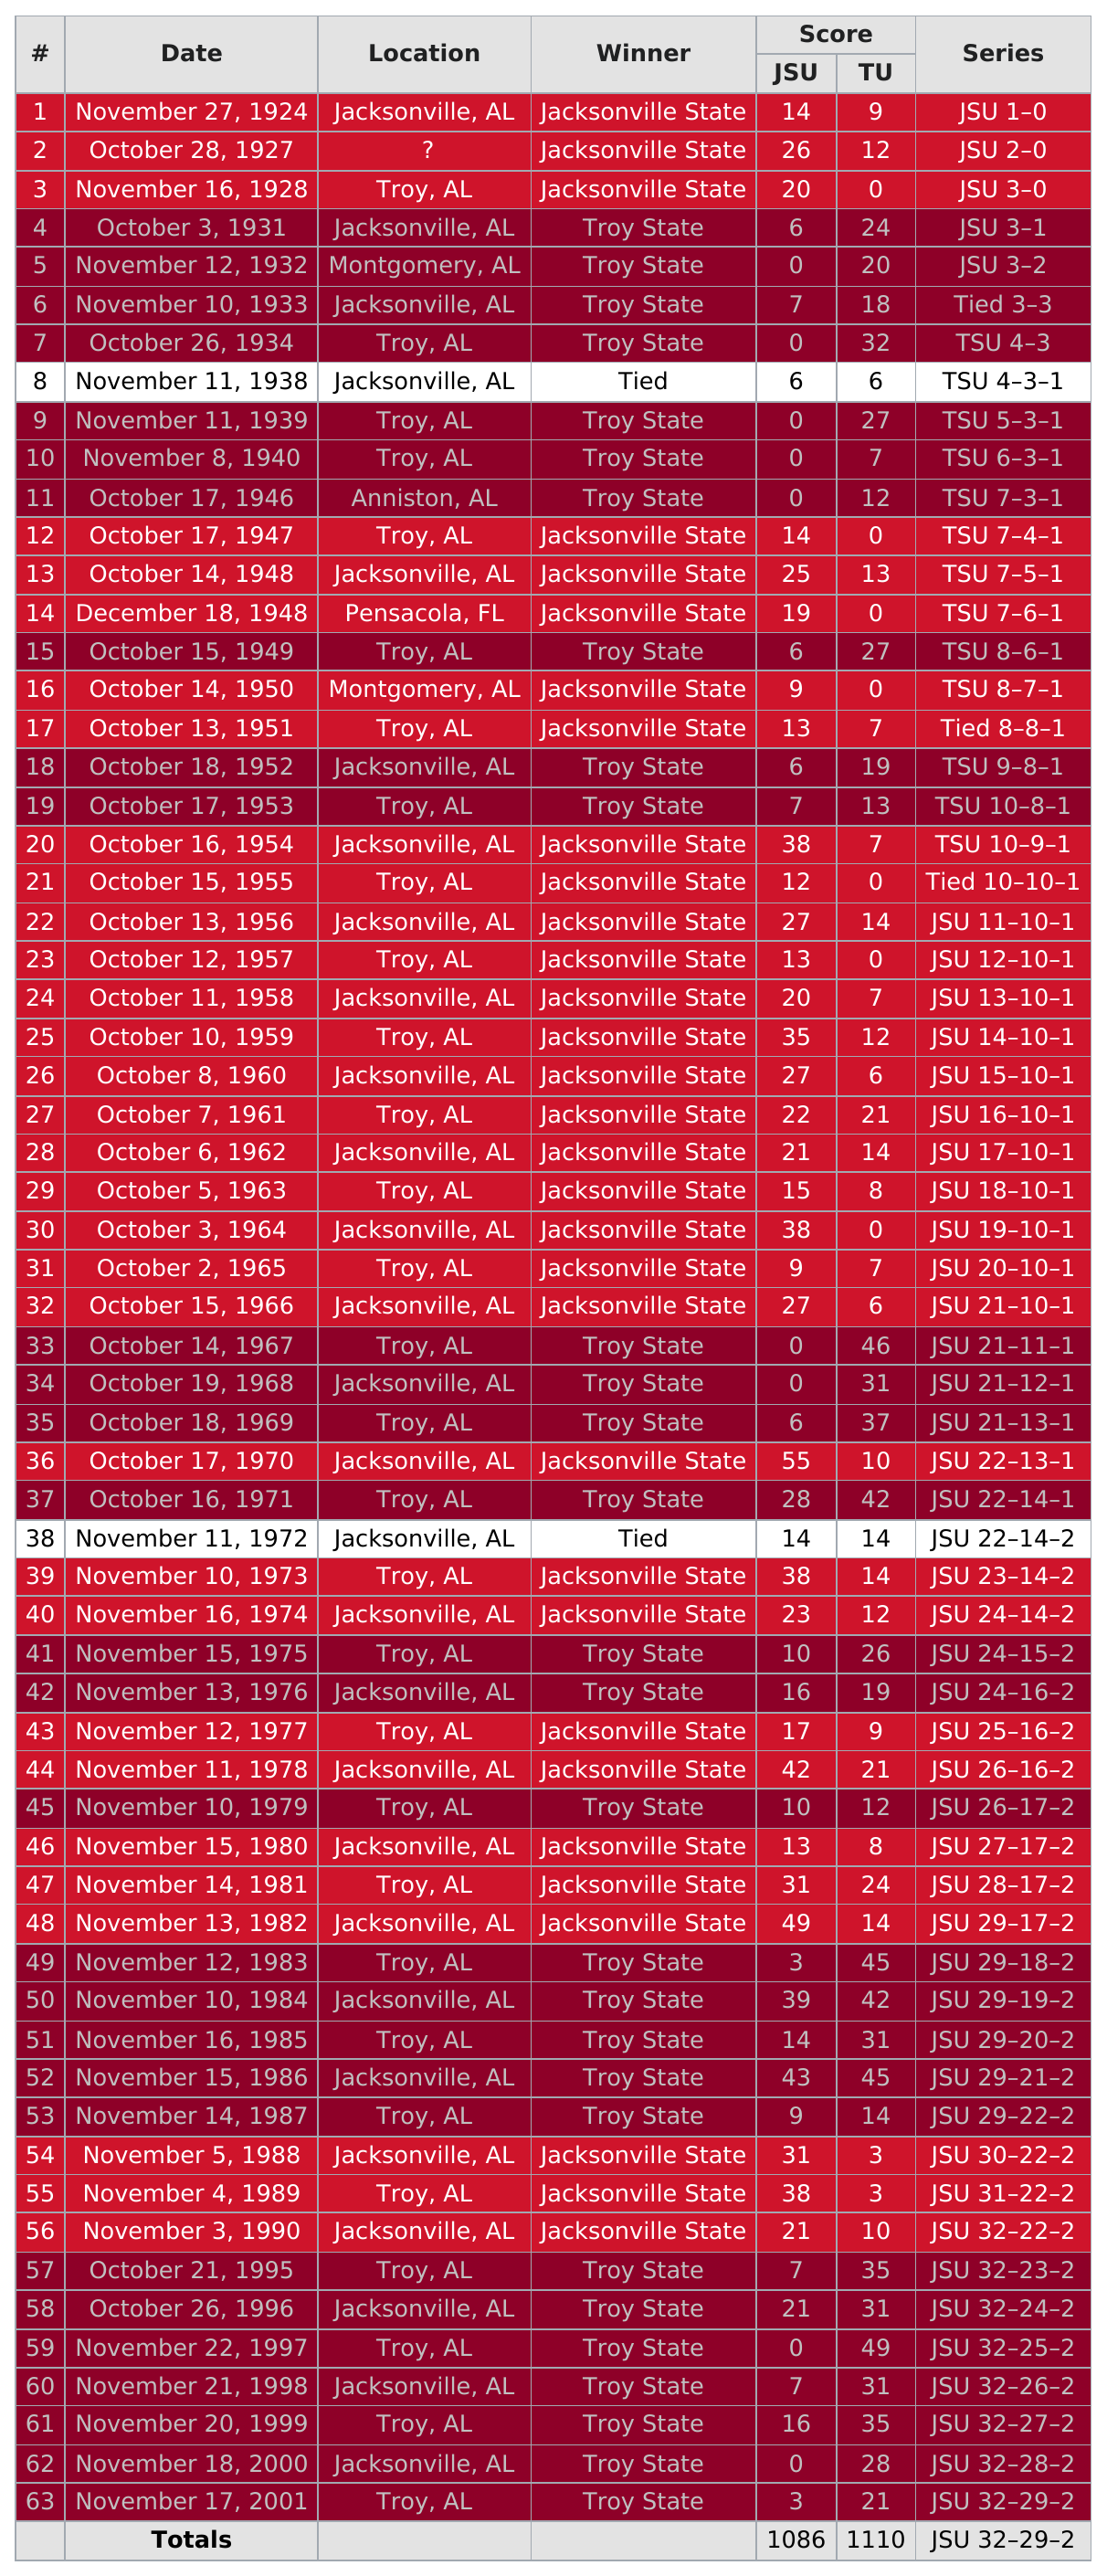 # Date Location Winner Score Series
JSU TU
1 November 27, 1924 Jacksonville, AL Jacksonville State 14 9 JSU 1–0
2 October 28, 1927 ? Jacksonville State 26 12 JSU 2–0
3 November 16, 1928 Troy, AL Jacksonville State 20 0 JSU 3–0
4 October 3, 1931 Jacksonville, AL Troy State 6 24 JSU 3–1
5 November 12, 1932 Montgomery, AL Troy State 0 20 JSU 3–2
6 November 10, 1933 Jacksonville, AL Troy State 7 18 Tied 3–3
7 October 26, 1934 Troy, AL Troy State 0 32 TSU 4–3
8 November 11, 1938 Jacksonville, AL Tied 6 6 TSU 4–3–1
9 November 11, 1939 Troy, AL Troy State 0 27 TSU 5–3–1
10 November 8, 1940 Troy, AL Troy State 0 7 TSU 6–3–1
11 October 17, 1946 Anniston, AL Troy State 0 12 TSU 7–3–1
12 October 17, 1947 Troy, AL Jacksonville State 14 0 TSU 7–4–1
13 October 14, 1948 Jacksonville, AL Jacksonville State 25 13 TSU 7–5–1
14 December 18, 1948 Pensacola, FL Jacksonville State 19 0 TSU 7–6–1
15 October 15, 1949 Troy, AL Troy State 6 27 TSU 8–6–1
16 October 14, 1950 Montgomery, AL Jacksonville State 9 0 TSU 8–7–1
17 October 13, 1951 Troy, AL Jacksonville State 13 7 Tied 8–8–1
18 October 18, 1952 Jacksonville, AL Troy State 6 19 TSU 9–8–1
19 October 17, 1953 Troy, AL Troy State 7 13 TSU 10–8–1
20 October 16, 1954 Jacksonville, AL Jacksonville State 38 7 TSU 10–9–1
21 October 15, 1955 Troy, AL Jacksonville State 12 0 Tied 10–10–1
22 October 13, 1956 Jacksonville, AL Jacksonville State 27 14 JSU 11–10–1
23 October 12, 1957 Troy, AL Jacksonville State 13 0 JSU 12–10–1
24 October 11, 1958 Jacksonville, AL Jacksonville State 20 7 JSU 13–10–1
25 October 10, 1959 Troy, AL Jacksonville State 35 12 JSU 14–10–1
26 October 8, 1960 Jacksonville, AL Jacksonville State 27 6 JSU 15–10–1
27 October 7, 1961 Troy, AL Jacksonville State 22 21 JSU 16–10–1
28 October 6, 1962 Jacksonville, AL Jacksonville State 21 14 JSU 17–10–1
29 October 5, 1963 Troy, AL Jacksonville State 15 8 JSU 18–10–1
30 October 3, 1964 Jacksonville, AL Jacksonville State 38 0 JSU 19–10–1
31 October 2, 1965 Troy, AL Jacksonville State 9 7 JSU 20–10–1
32 October 15, 1966 Jacksonville, AL Jacksonville State 27 6 JSU 21–10–1
33 October 14, 1967 Troy, AL Troy State 0 46 JSU 21–11–1
34 October 19, 1968 Jacksonville, AL Troy State 0 31 JSU 21–12–1
35 October 18, 1969 Troy, AL Troy State 6 37 JSU 21–13–1
36 October 17, 1970 Jacksonville, AL Jacksonville State 55 10 JSU 22–13–1
37 October 16, 1971 Troy, AL Troy State 28 42 JSU 22–14–1
38 November 11, 1972 Jacksonville, AL Tied 14 14 JSU 22–14–2
39 November 10, 1973 Troy, AL Jacksonville State 38 14 JSU 23–14–2
40 November 16, 1974 Jacksonville, AL Jacksonville State 23 12 JSU 24–14–2
41 November 15, 1975 Troy, AL Troy State 10 26 JSU 24–15–2
42 November 13, 1976 Jacksonville, AL Troy State 16 19 JSU 24–16–2
43 November 12, 1977 Troy, AL Jacksonville State 17 9 JSU 25–16–2
44 November 11, 1978 Jacksonville, AL Jacksonville State 42 21 JSU 26–16–2
45 November 10, 1979 Troy, AL Troy State 10 12 JSU 26–17–2
46 November 15, 1980 Jacksonville, AL Jacksonville State 13 8 JSU 27–17–2
47 November 14, 1981 Troy, AL Jacksonville State 31 24 JSU 28–17–2
48 November 13, 1982 Jacksonville, AL Jacksonville State 49 14 JSU 29–17–2
49 November 12, 1983 Troy, AL Troy State 3 45 JSU 29–18–2
50 November 10, 1984 Jacksonville, AL Troy State 39 42 JSU 29–19–2
51 November 16, 1985 Troy, AL Troy State 14 31 JSU 29–20–2
52 November 15, 1986 Jacksonville, AL Troy State 43 45 JSU 29–21–2
53 November 14, 1987 Troy, AL Troy State 9 14 JSU 29–22–2
54 November 5, 1988 Jacksonville, AL Jacksonville State 31 3 JSU 30–22–2
55 November 4, 1989 Troy, AL Jacksonville State 38 3 JSU 31–22–2
56 November 3, 1990 Jacksonville, AL Jacksonville State 21 10 JSU 32–22–2
57 October 21, 1995 Troy, AL Troy State 7 35 JSU 32–23–2
58 October 26, 1996 Jacksonville, AL Troy State 21 31 JSU 32–24–2
59 November 22, 1997 Troy, AL Troy State 0 49 JSU 32–25–2
60 November 21, 1998 Jacksonville, AL Troy State 7 31 JSU 32–26–2
61 November 20, 1999 Troy, AL Troy State 16 35 JSU 32–27–2
62 November 18, 2000 Jacksonville, AL Troy State 0 28 JSU 32–28–2
63 November 17, 2001 Troy, AL Troy State 3 21 JSU 32–29–2
Totals 1086 1110 JSU 32–29–2